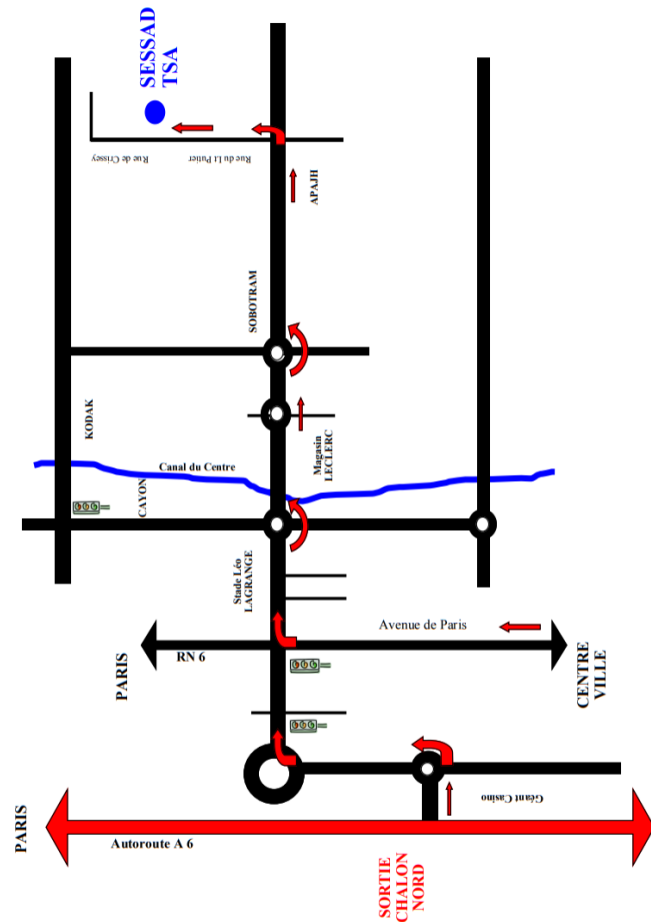 SESSAD
TSA
Rue de Crissey
Rue du Lt Putier
APAJH
SOBOTRAM
KODAK
Canal du Centre
Magasin
LECLERC
CAYON
Stade Léo
LAGRANGE
Avenue de Paris
PARIS
RN 6
CENTRE
VILLE
Géant Casino
PARIS
Autoroute A 6
SORTIE
CHALON
NORD